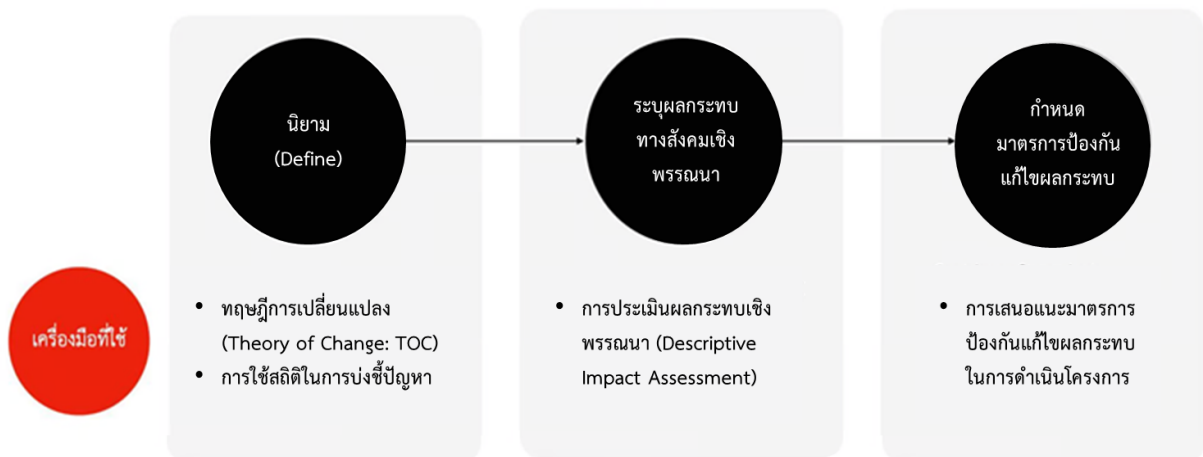 นิยาม
(Define)
ระบุผลกระทบ
ทางสังคมเชิง
พรรณนา
กำหนด
มาตรการป้องกัน
แก้ไขผลกระทบ
เครื่องมือที่ใช้
• ทฤษฎีการเปลี่ยนแปลง
(Theory of Change: TOC)
• การใช้สถิติในการบ่งชี้ปัญหา
• การประเมินผลกระทบเชิง
พรรณนา (Descriptive
Impact Assessment)
• การเสนอแนะมาตรการ
ป้องกันแก้ไขผลกระทบ
ในการดำเนินโครงการ